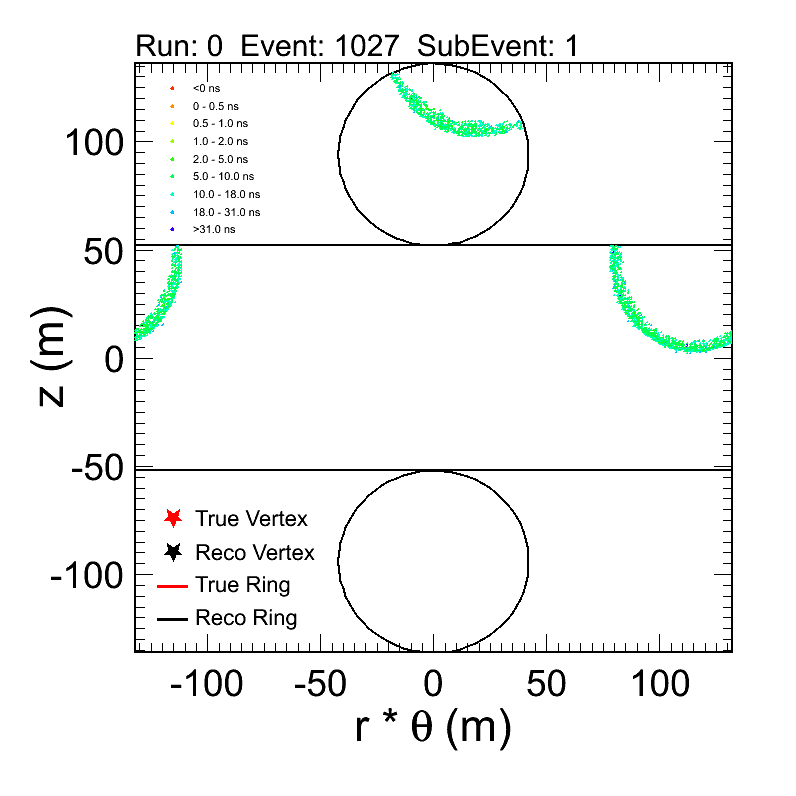 Run: 0  Event: 1027  SubEvent: 1
<0 ns
0 - 0.5 ns
0.5 - 1.0 ns
1.0 - 2.0 ns
2.0 - 5.0 ns
5.0 - 10.0 ns
10.0 - 18.0 ns
18.0 - 31.0 ns
>31.0 ns
100
50
0
-50
-100
z (m)
True Vertex
Reco Vertex
True Ring
Reco Ring
-100 -50 0 50 100
r * θ (m)